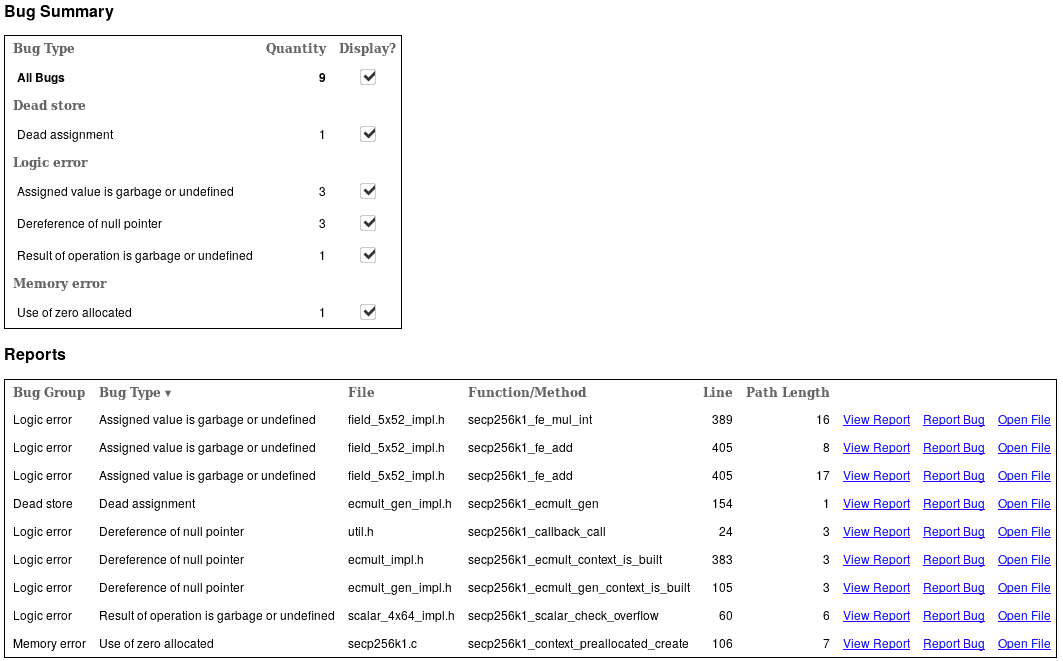 Bug Summary
Bug Type Quantity Display?
All Bugs 9
Dead store
Dead assignment 1
Logic error
Assigned value is garbage or undefined 3
Dereference of null pointer 3
Result of operation is garbage or undefined 1
Memory error
Use of zero allocated 1
Reports
Bug Group Bug Type ▾ File Function/Method Line Path Length
Logic error Assigned value is garbage or undefined field_5x52_impl.h secp256k1_fe_mul_int 389 16 View Report Report Bug Open File
Logic error Assigned value is garbage or undefined field_5x52_impl.h secp256k1_fe_add 405 8 View Report Report Bug Open File
Logic error Assigned value is garbage or undefined field_5x52_impl.h secp256k1_fe_add 405 17 View Report Report Bug Open File
Dead store Dead assignment ecmult_gen_impl.h secp256k1_ecmult_gen 154 1 View Report Report Bug Open File
Logic error Dereference of null pointer util.h secp256k1_callback_call 24 3 View Report Report Bug Open File
Logic error Dereference of null pointer ecmult_impl.h secp256k1_ecmult_context_is_built 383 3 View Report Report Bug Open File
Logic error Dereference of null pointer ecmult_gen_impl.h secp256k1_ecmult_gen_context_is_built 105 3 View Report Report Bug Open File
Logic error Result of operation is garbage or undefined scalar_4x64_impl.h secp256k1_scalar_check_overflow 60 6 View Report Report Bug Open File
Memory error Use of zero allocated secp256k1.c secp256k1_context_preallocated_create 106 7 View Report Report Bug Open File